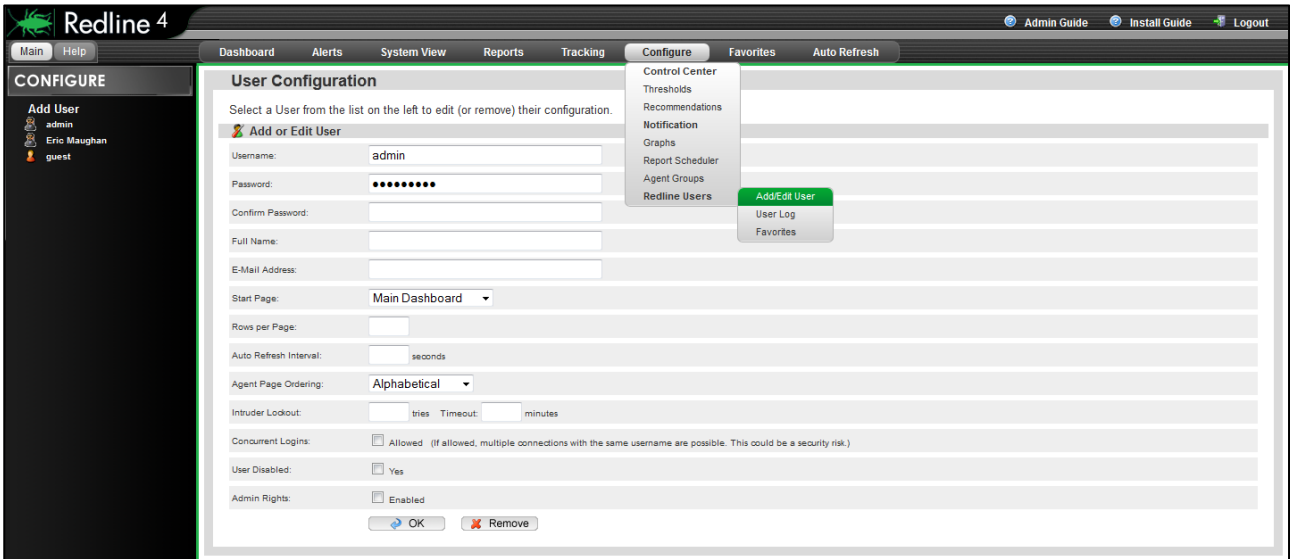 Redline 4
Admin Guide Install Guide Logout
Main Help
Dashboard Alerts System View Reports Tracking Configure Favorites Auto Refresh
CONFIGURE
Add User
admin
Eric Maughan
guest
Control Center
Thresholds
Recommendations
Notification
Graphs
Report Scheduler
Agent Groups
Redline Users
Add/Edit User
User Log
Favorites
User Configuration
Select a User from the list on the left to edit (or remove) their configuration.
Add or Edit User
Username: admin
Password: •••••••••
Confirm Password:
Full Name:
E-Mail Address:
Start Page: Main Dashboard
Rows per Page:
Auto Refresh Interval: seconds
Agent Page Ordering: Alphabetical
Intruder Lockout: tries Timeout: minutes
Concurrent Logins: Allowed (If allowed, multiple connections with the same username are possible. This could be a security risk.)
User Disabled: Yes
Admin Rights: Enabled
OK Remove